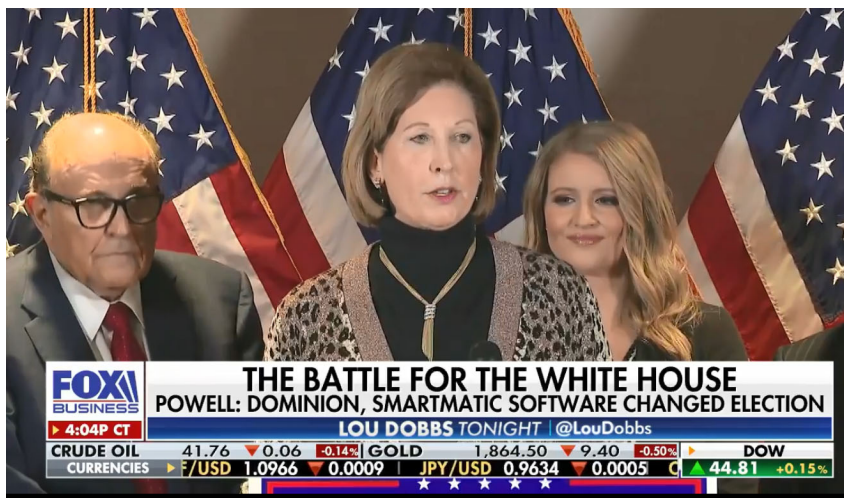 FOX
BUSINESS
4:04P CT
THE BATTLE FOR THE WHITE HOUSE
POWELL: DOMINION, SMARTMATIC SOFTWARE CHANGED ELECTION
LOU DOBBS TONIGHT | @LouDobbs
CRUDE OIL 41.76 ▼0.06 -0.14% GOLD 1,864.50 ▼9.40 -0.50% DOW
CURRENCIES F/USD 1.0966 ▼0.0009 JPY/USD 0.9634 ▼0.0005 ▲44.81 +0.15%